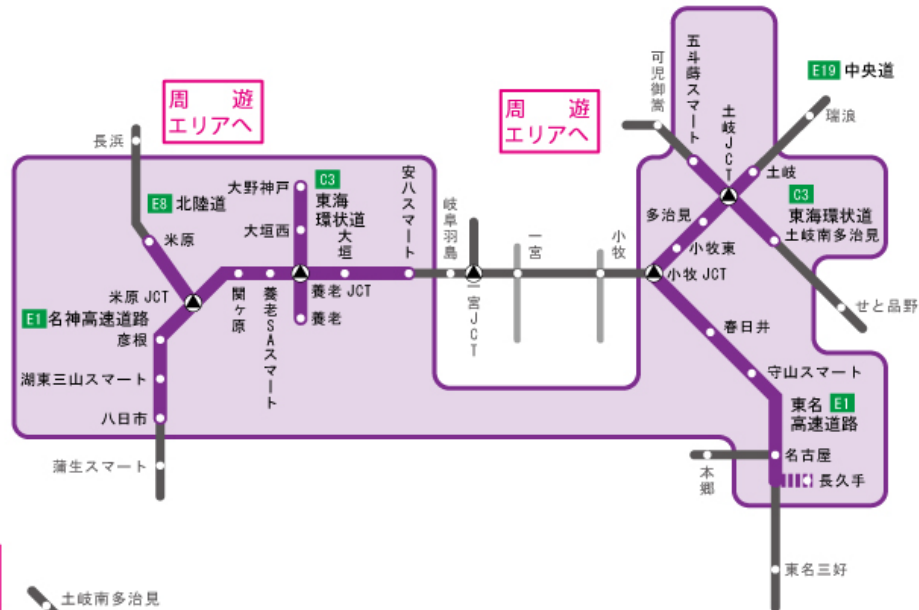 周 遊
エリアへ
長浜
E8 北陸道
米原
米原 JCT
E1 名神高速道路
彦根
湖東三山スマート
八日市
蒲生スマート
関ヶ原
養老SAスマート
大野神戸
大垣西
C3
東海
環状道
大垣
養老 JCT
養老
安八スマート
岐阜羽島
一宮JCT
一宮
小牧
周 遊
エリアへ
可児御嵩
五斗蒔スマート
土岐JCT
E19 中央道
瑞浪
土岐
C3
東海環状道
土岐南多治見
せと品野
多治見
小牧東
小牧 JCT
春日井
守山スマート
東名 E1
高速道路
名古屋
本郷
長久手
東名三好
土岐南多治見